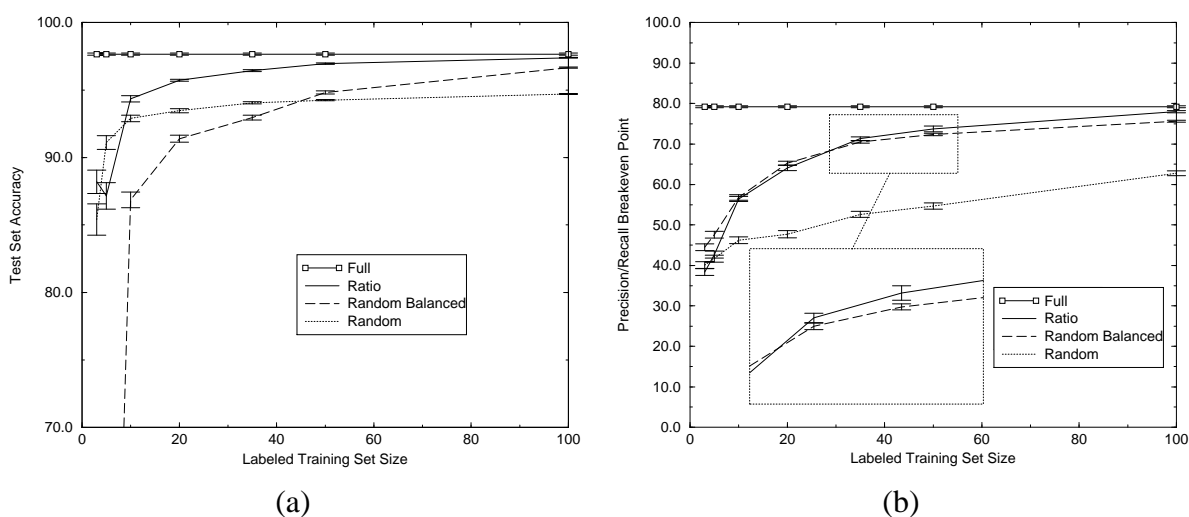 100.0
90.0
80.0
70.0
0
20
40
60
80
100
Test Set Accuracy
Labeled Training Set Size
Full
Ratio
Random Balanced
Random
(a)
100.0
90.0
80.0
70.0
60.0
50.0
40.0
30.0
20.0
10.0
0.0
0
20
40
60
80
100
Precision/Recall Breakeven Point
Labeled Training Set Size
Full
Ratio
Random Balanced
Random
(b)